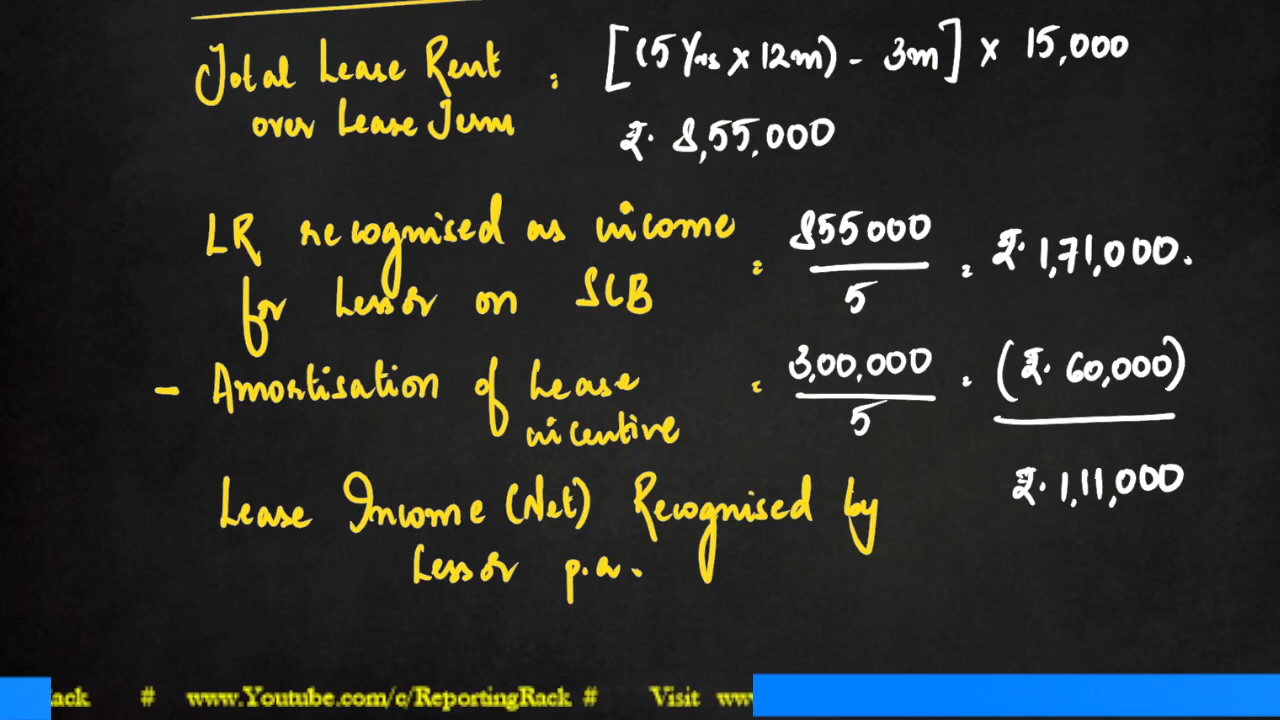 Total Lease Rent : [(5 Yrs x 12m) - 3m] x 15,000
over Lease Term ₹. 8,55,000
LR recognised as income = 855000 = ₹. 1,71,000.
for Lessor on SLB 5
- Amortisation of Lease = 3,00,000 = (₹. 60,000)
incentive 5
Lease Income (Net) Recognised by ₹. 1,11,000
Lessor p.a.
ack # www.Youtube.com/c/ReportingRack # Visit ww